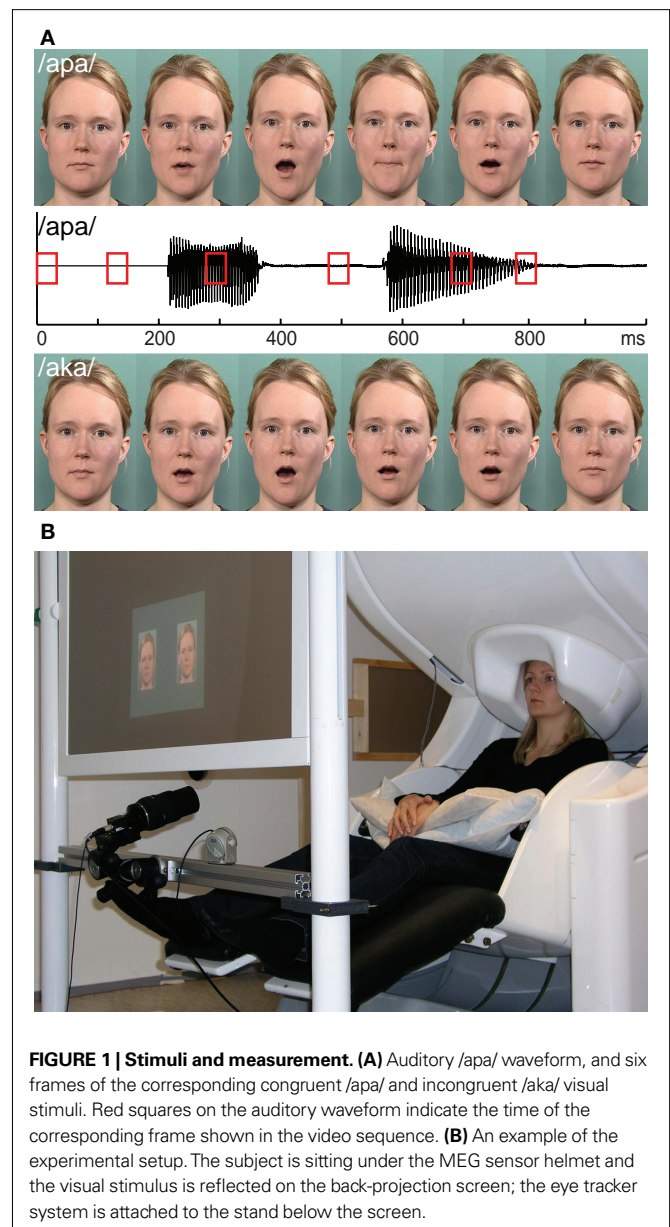 A
/apa/
/apa/
0 200 400 600 800 ms
/aka/
B
FIGURE 1 | Stimuli and measurement. (A) Auditory /apa/ waveform, and six
frames of the corresponding congruent /apa/ and incongruent /aka/ visual
stimuli. Red squares on the auditory waveform indicate the time of the
corresponding frame shown in the video sequence. (B) An example of the
experimental setup. The subject is sitting under the MEG sensor helmet and
the visual stimulus is reflected on the back-projection screen; the eye tracker
system is attached to the stand below the screen.